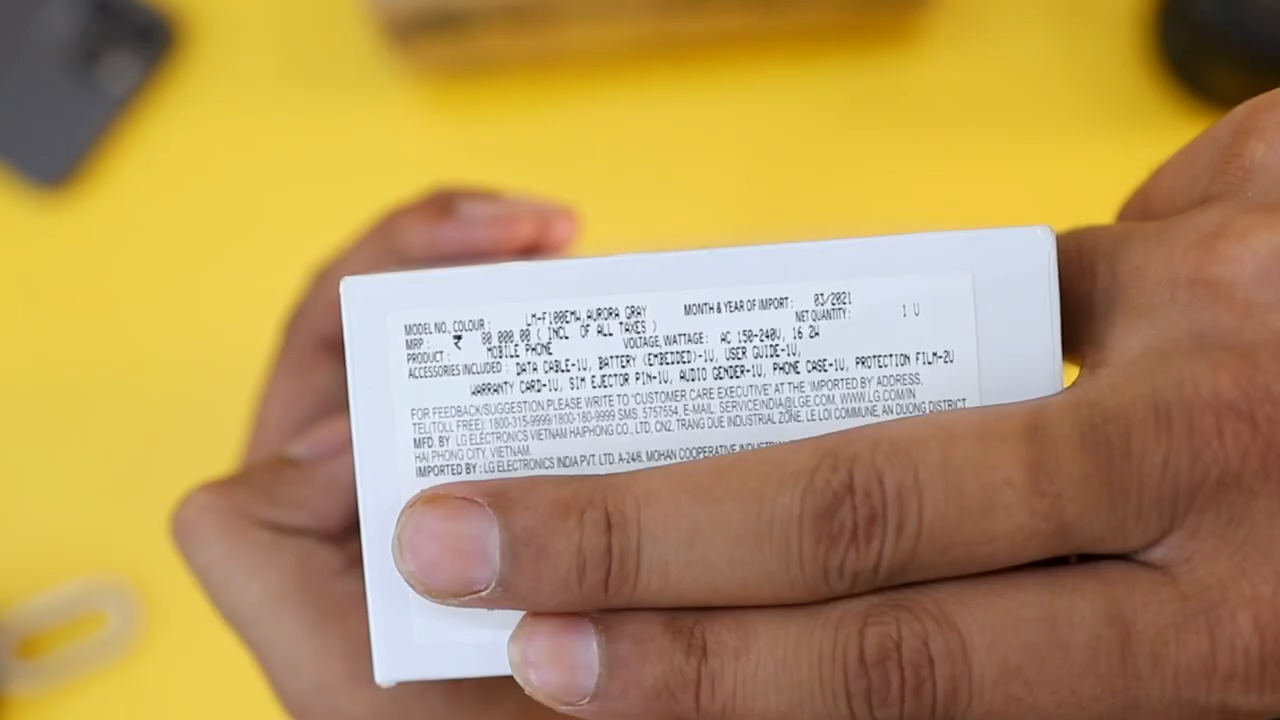 MODEL NO., COLOUR : LM-F100EMW,AURORA GRAY MONTH & YEAR OF IMPORT : 03/2021
MRP : ₹ 80 000.00 ( INCL. OF ALL TAXES ) NET QUANTITY : 1 U
PRODUCT : MOBILE PHONE VOLTAGE, WATTAGE : AC 150-240V, 16 2W
ACCESSORIES INCLUDED : DATA CABLE-1U, BATTERY (EMBEDDED)-1U, USER GUIDE-1U,
WARRANTY CARD-1U, SIM EJECTOR PIN-1U, AUDIO GENDER-1U, PHONE CASE-1U, PROTECTION FILM-2U
FOR FEEDBACK/SUGGESTION,PLEASE WRITE TO "CUSTOMER CARE EXECUTIVE" AT THE 'IMPORTED BY' ADDRESS,
TEL(TOLL FREE): 1800-315-9999/1800-180-9999 SMS. 5757554, E-MAIL: SERVICEINDIA@LGE.COM, WWW.LG.COM/IN
MFD. BY LG ELECTRONICS VIETNAM HAIPHONG CO., LTD, CN2, TRANG DUE INDUSTRIAL ZONE, LE LOI COMMUNE, AN DUONG DISTRICT,
HAI PHONG CITY, VIETNAM.
IMPORTED BY : LG ELECTRONICS INDIA PVT. LTD. A-24/6, MOHAN COOPERATIVE